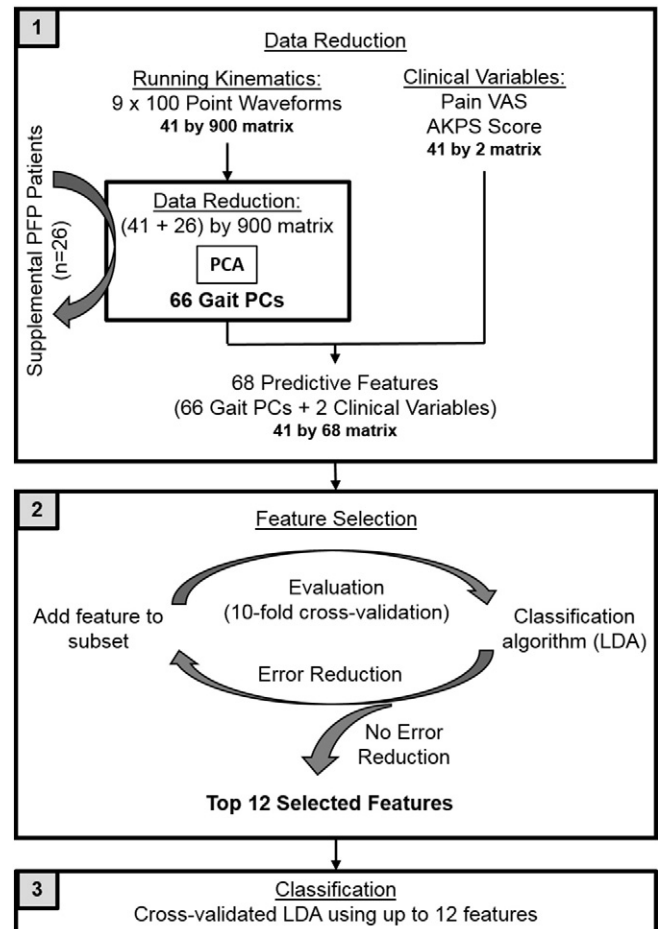 1
Data Reduction
Running Kinematics:
9 x 100 Point Waveforms
41 by 900 matrix
Clinical Variables:
Pain VAS
AKPS Score
41 by 2 matrix
Supplemental PFP Patients
(n=26)
Data Reduction:
(41 + 26) by 900 matrix
PCA
66 Gait PCs
68 Predictive Features
(66 Gait PCs + 2 Clinical Variables)
41 by 68 matrix
2
Feature Selection
Add feature to
subset
Evaluation
(10-fold cross-validation)
Classification
algorithm (LDA)
Error Reduction
No Error
Reduction
Top 12 Selected Features
3
Classification
Cross-validated LDA using up to 12 features